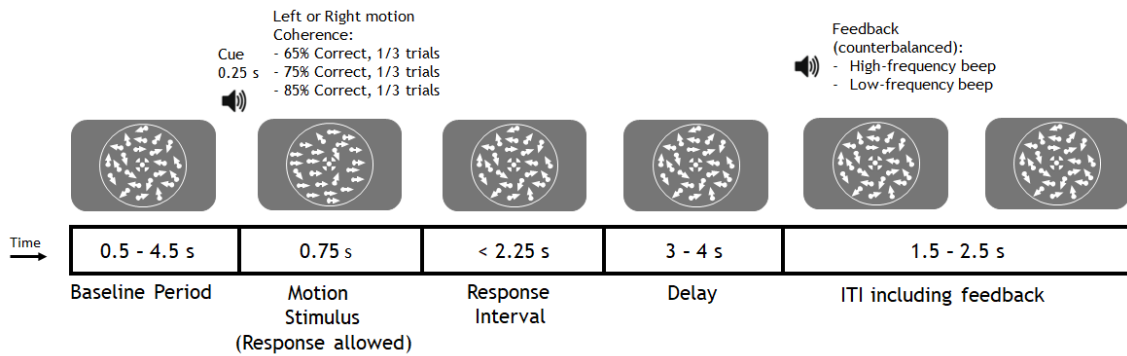 Left or Right motion
Coherence:
- 65% Correct, 1/3 trials
- 75% Correct, 1/3 trials
- 85% Correct, 1/3 trials
Cue
0.25 s
Feedback
(counterbalanced):
- High-frequency beep
- Low-frequency beep
Time
0.5 – 4.5 s
0.75 s
< 2.25 s
3 – 4 s
1.5 – 2.5 s
Baseline Period
Motion
Stimulus
(Response allowed)
Response
Interval
Delay
ITI including feedback